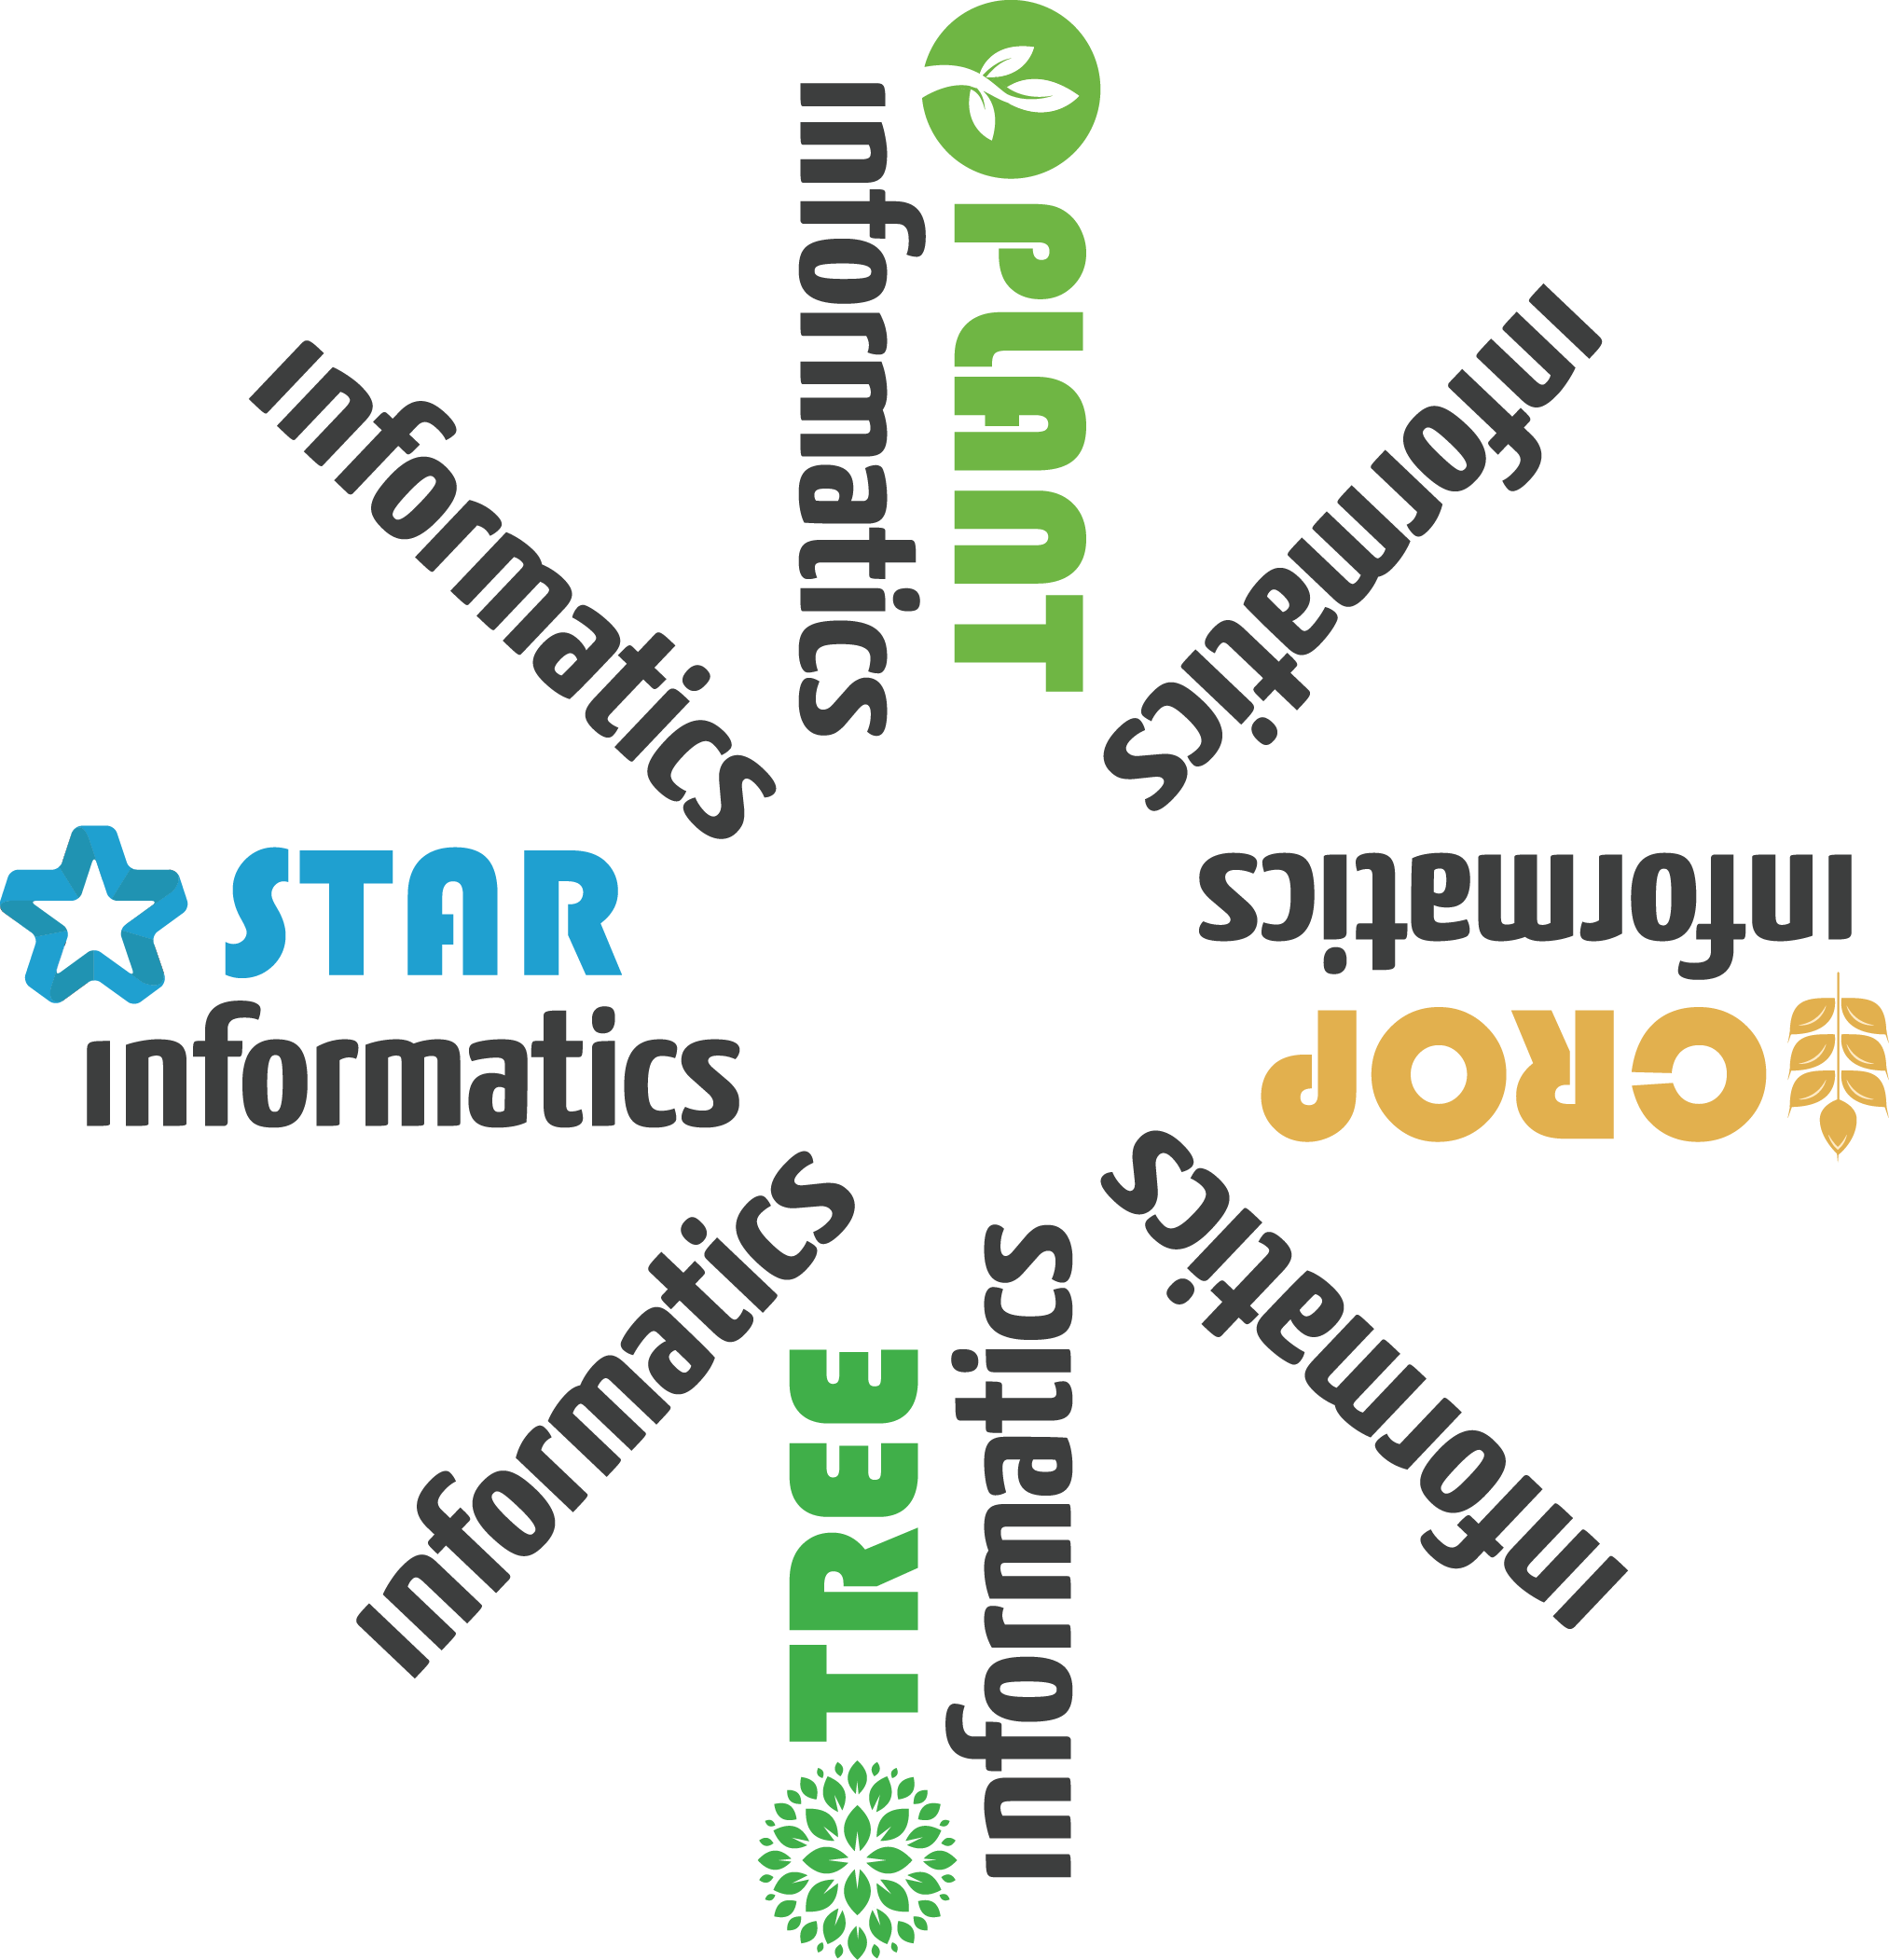 PLANT
Informatics
Informatics
Informatics
STAR
informatics
CROP
informatics
Informatics
Informatics
TREE
informatics